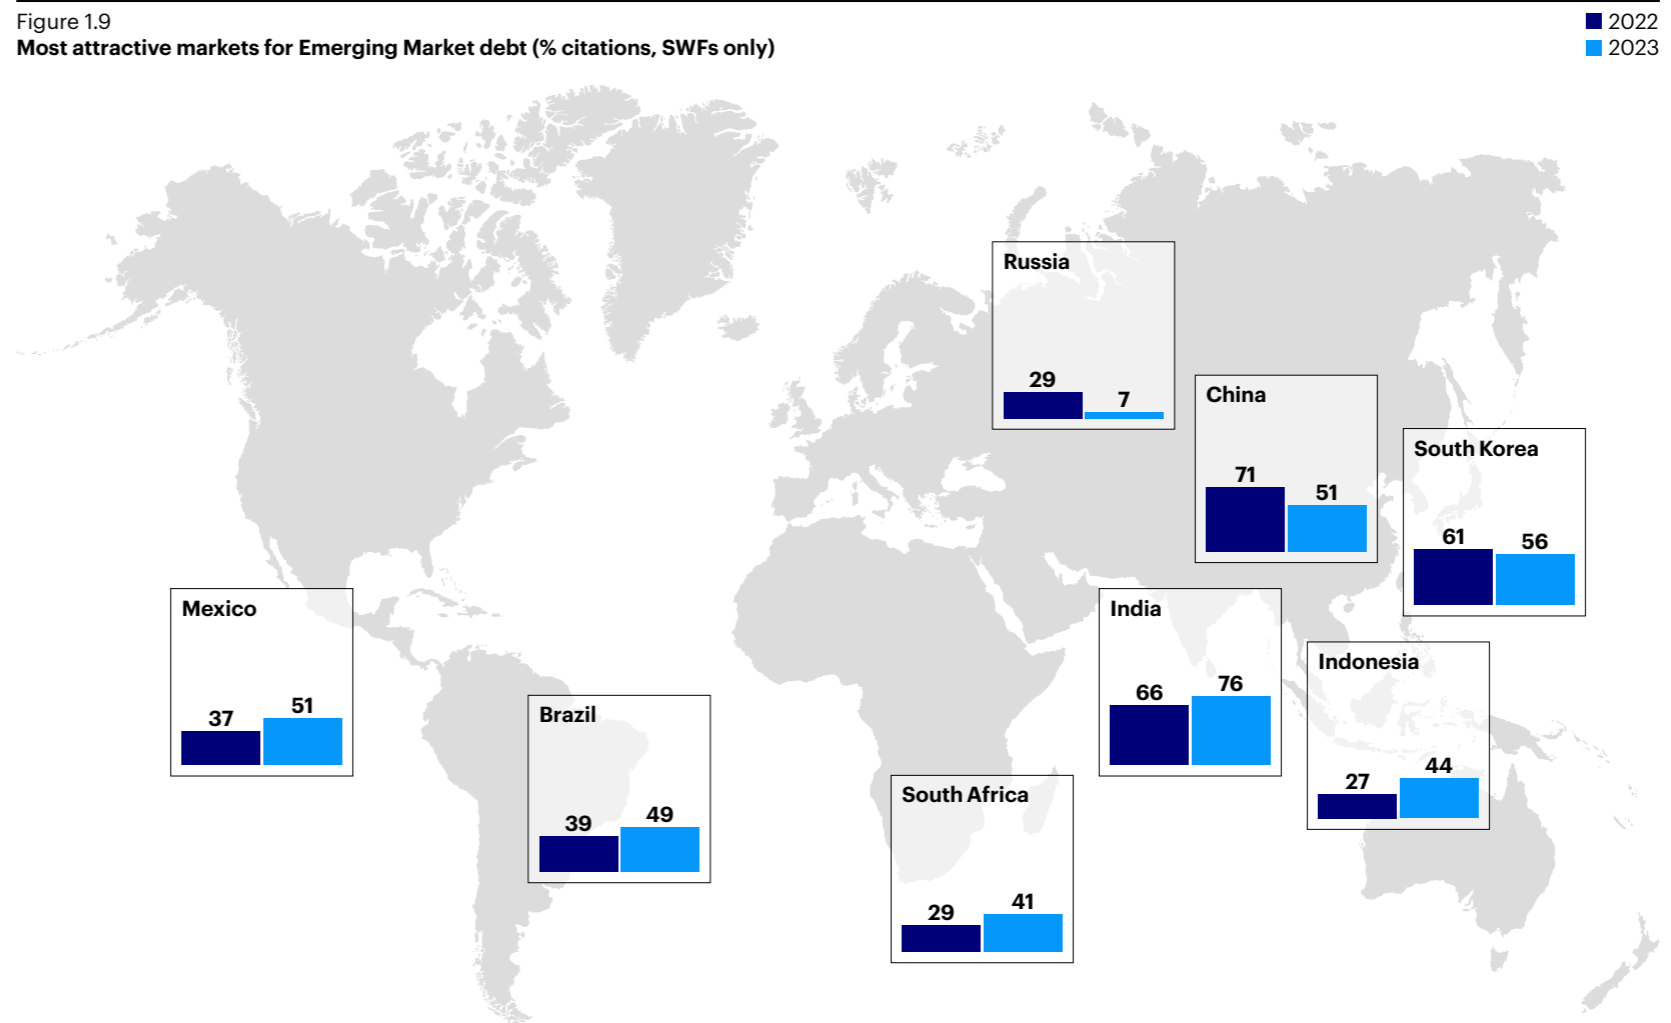 Figure 1.9
Most attractive markets for Emerging Market debt (% citations, SWFs only)
2022
2023
Russia
29
7
China
71
51
South Korea
61
56
Mexico
37
51
India
66
76
Indonesia
27
44
Brazil
39
49
South Africa
29
41